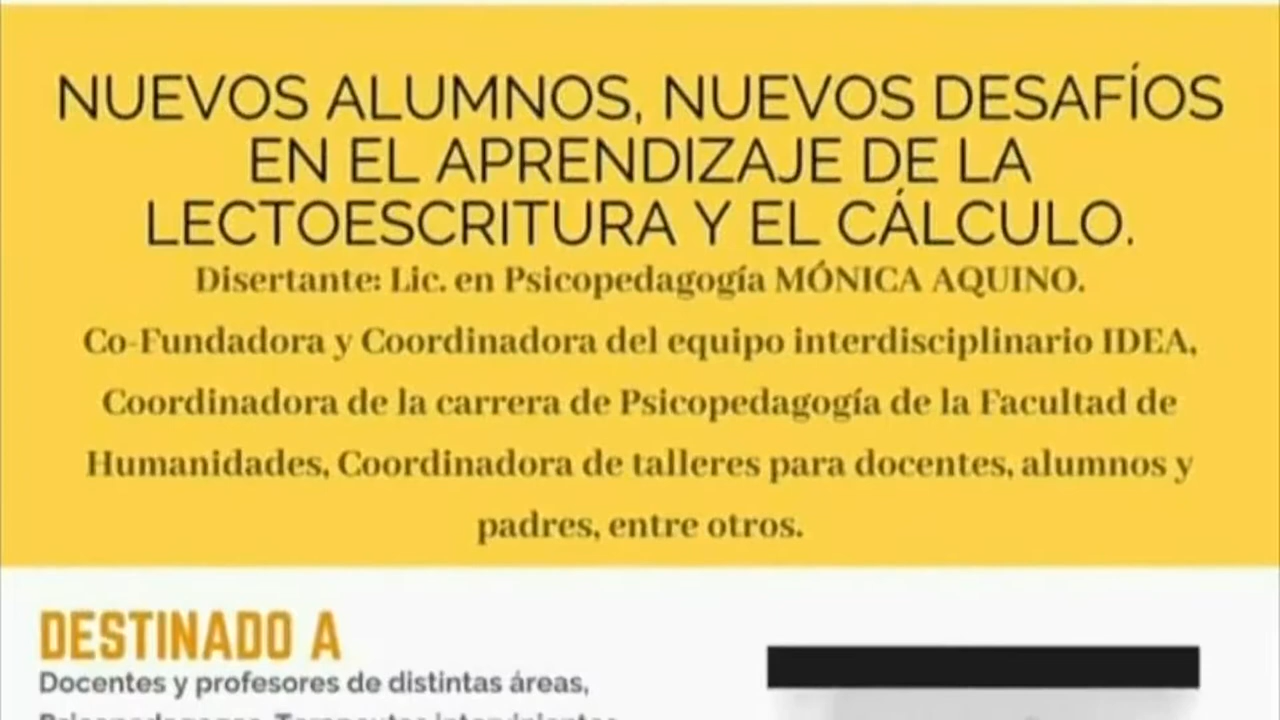 NUEVOS ALUMNOS, NUEVOS DESAFÍOS
EN EL APRENDIZAJE DE LA
LECTOESCRITURA Y EL CÁLCULO.
Disertante: Lic. en Psicopedagogía MÓNICA AQUINO.
Co-Fundadora y Coordinadora del equipo interdisciplinario IDEA,
Coordinadora de la carrera de Psicopedagogía de la Facultad de
Humanidades, Coordinadora de talleres para docentes, alumnos y
padres, entre otros.
DESTINADO A
Docentes y profesores de distintas áreas,